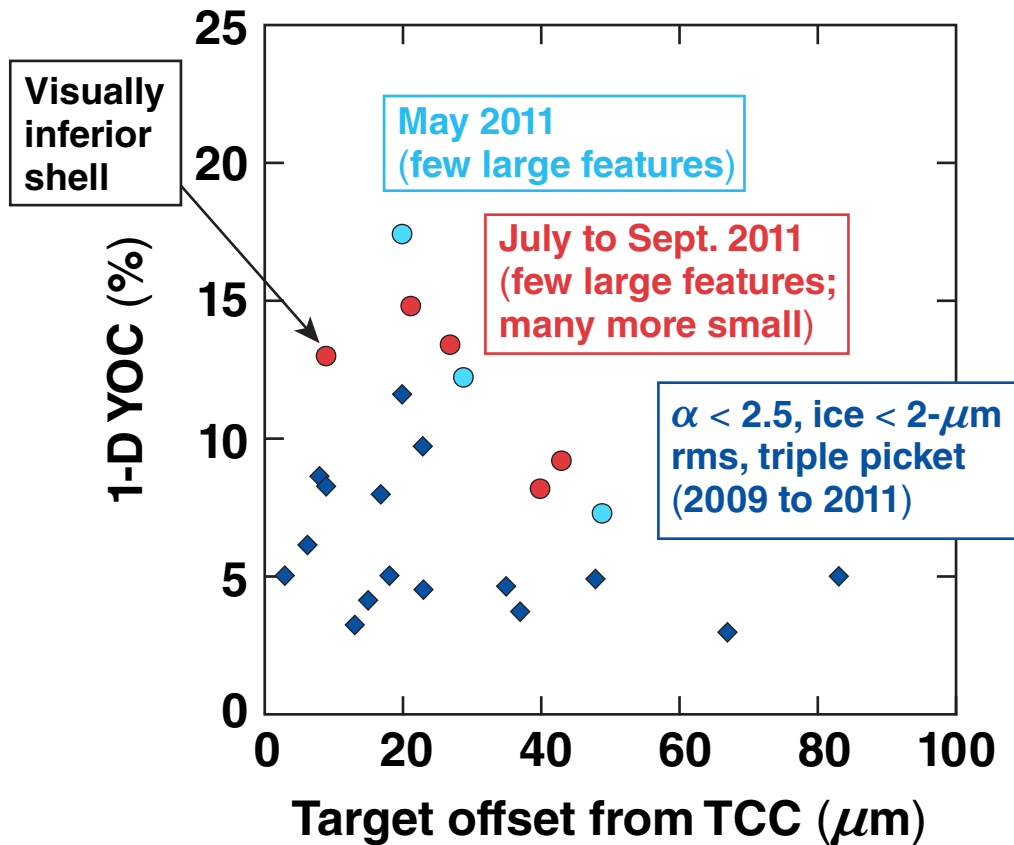 25
20
15
10
5
0
0
20
40
60
80
100
1-D YOC (%)
Target offset from TCC (μm)
Visually
inferior
shell
May 2011
(few large features)
July to Sept. 2011
(few large features;
many more small)
α < 2.5, ice < 2-μm
rms, triple picket
(2009 to 2011)